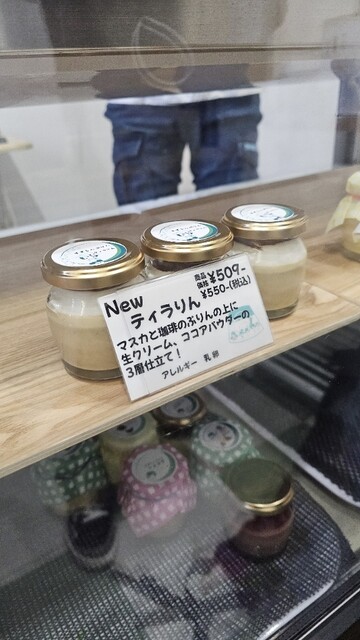 New
ティラりん
商品
価格 ¥509-
¥550-(税込)
マスカと珈琲のぷりんの上に
生クリーム、ココアパウダーの
3層仕立て！
アレルギー 乳 卵